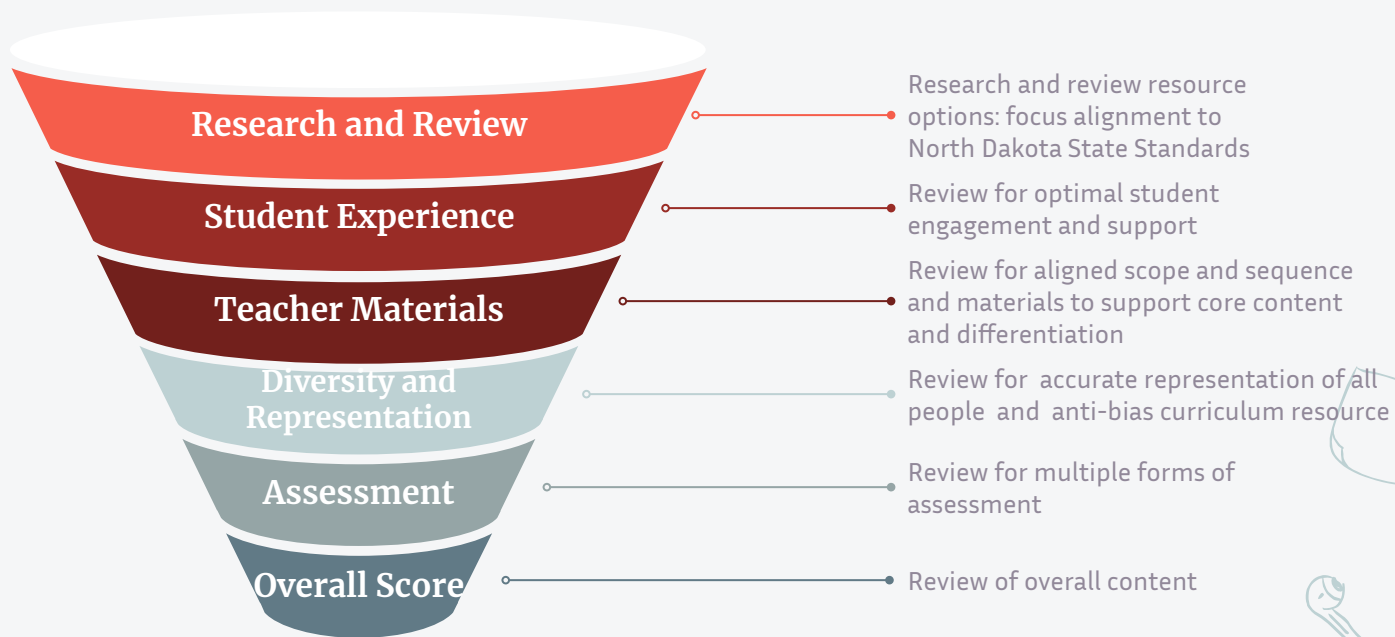 Research and Review
Research and review resource
options: focus alignment to
North Dakota State Standards
Student Experience
Review for optimal student
engagement and support
Teacher Materials
Review for aligned scope and sequence
and materials to support core content
and differentiation
Diversity and
Representation
Review for  accurate representation of all
people  and  anti-bias curriculum resource
Assessment
Review for multiple forms of
assessment
Overall Score
Review of overall content